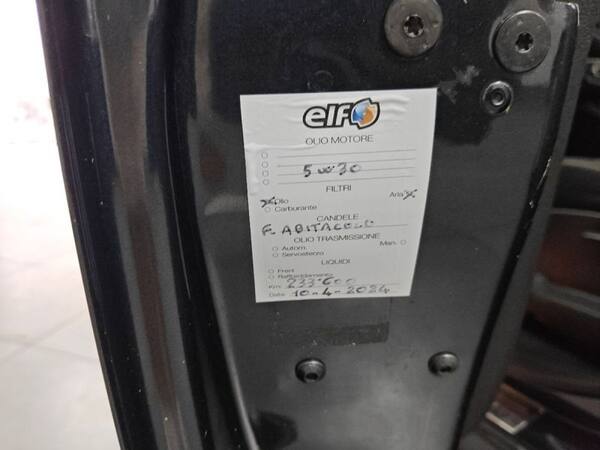 elf
OLIO MOTORE
5w30
FILTRI
Olio Aria
Carburante
CANDELE
F. ABITACOLO
OLIO TRASMISSIONE
Autom. Man.
Servosterzo
LIQUIDI
Freni
Raffreddamento
Km. 233.600
Data 10-4-2024